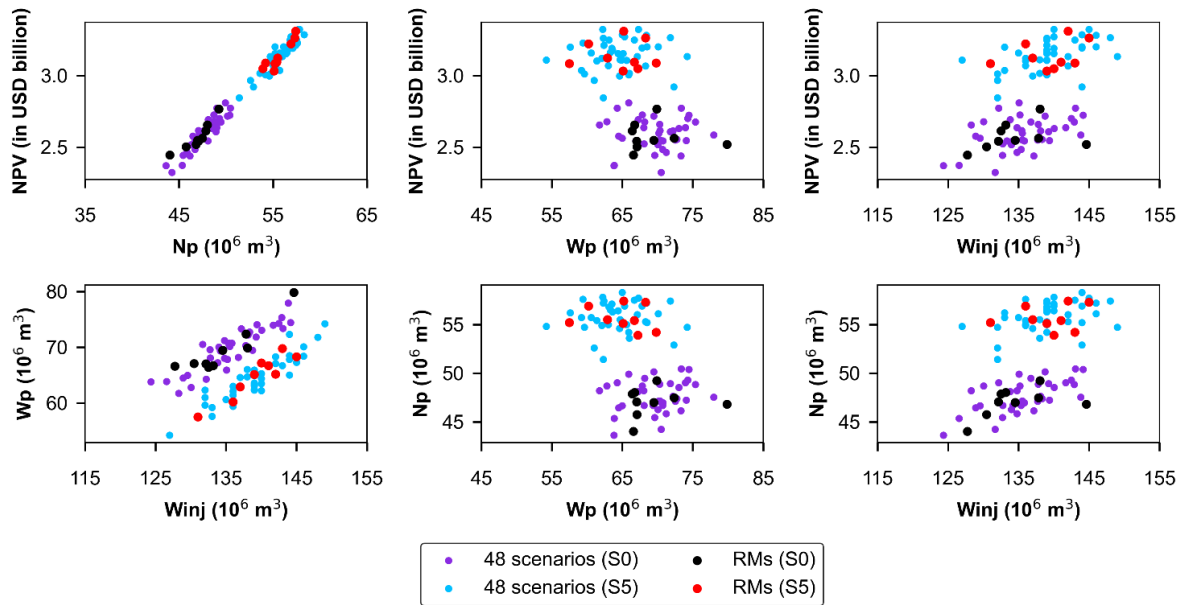 NPV (in USD billion)
3.0
2.5
35 45 55 65
Np (10⁶ m³)
NPV (in USD billion)
3.0
2.5
45 55 65 75 85
Wp (10⁶ m³)
NPV (in USD billion)
3.0
2.5
115 125 135 145 155
Winj (10⁶ m³)
Wp (10⁶ m³)
80
70
60
115 125 135 145 155
Winj (10⁶ m³)
Np (10⁶ m³)
55
50
45
45 55 65 75 85
Wp (10⁶ m³)
Np (10⁶ m³)
55
50
45
115 125 135 145 155
Winj (10⁶ m³)
48 scenarios (S0) RMs (S0)
48 scenarios (S5) RMs (S5)